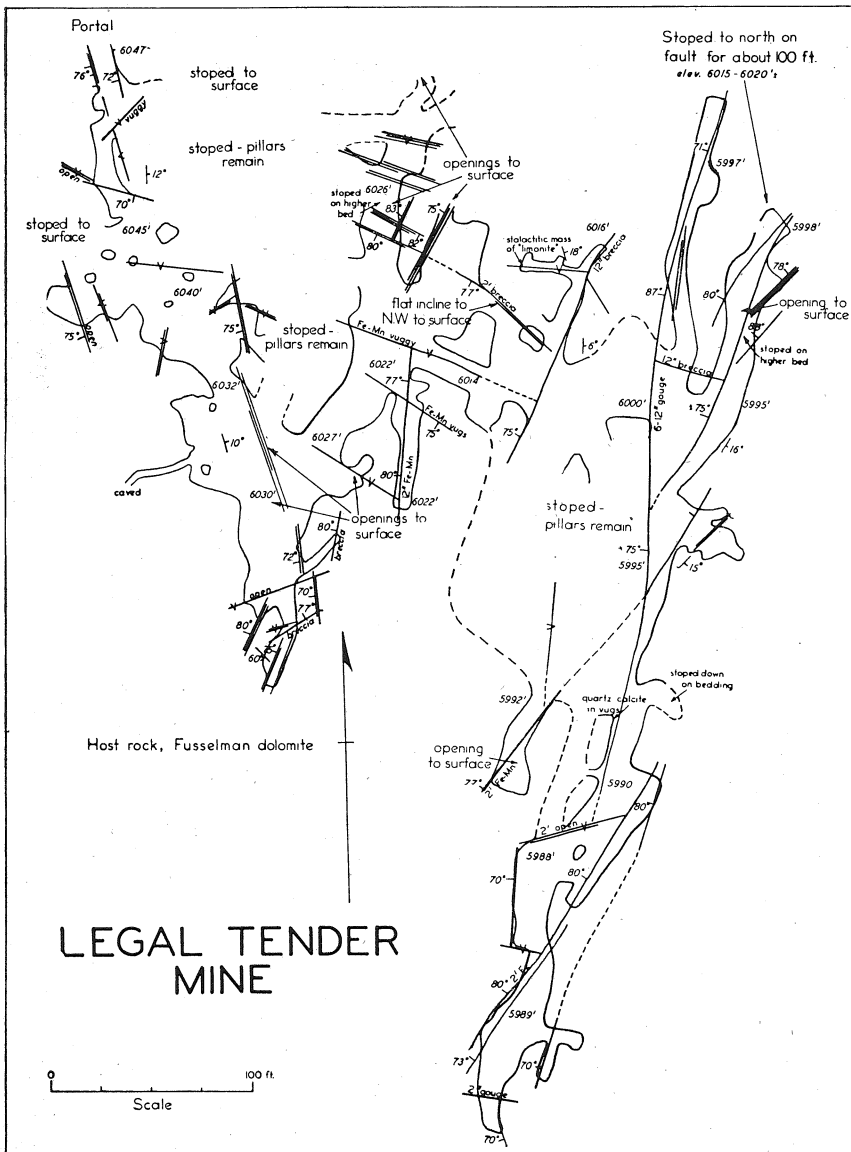 Portal
6047'
76°
72°
stoped to
surface
vuggy
stoped - pillars
remain
open
12°
70°
6045'
stoped to
surface
6040'
75°
open
75°
stoped -
pillars remain
6032'
10°
caved
6030'
openings to
surface
80°
breccia
72°
open
70°
77°
breccia
80°
60°
openings to
surface
6026'
stoped
on higher
bed
83°
75°
80°
82°
77°
2' breccia
flat incline to
N.W to surface
stalactitic mass
of "limonite"
18°
6016'
12" breccia
6°
Fe-Mn vuggy
6022'
77°
6014
Fe-Mn vugs
75°
75°
6027'
80°
2" Fe-Mn
6022'
Stoped to north on
fault for about 100 ft.
elev. 6015 - 6020's
71°
5997'
5998'
78°
opening to
surface
87°
80°
88°
stoped on
higher bed
12" breccia
6000'
6-12" gouge
75°
5995'
16°
stoped -
pillars remain
75°
5995'
15°
stoped down
on bedding
5992'
quartz calcite
in vugs
opening
to surface
77°
2' Fe-Mn
5990
80°
2' open
5988'
70°
80°
80°
5989'
73°
70°
2" gouge
70°
Host rock, Fusselman dolomite
LEGAL TENDER
MINE
0 100 ft.
Scale